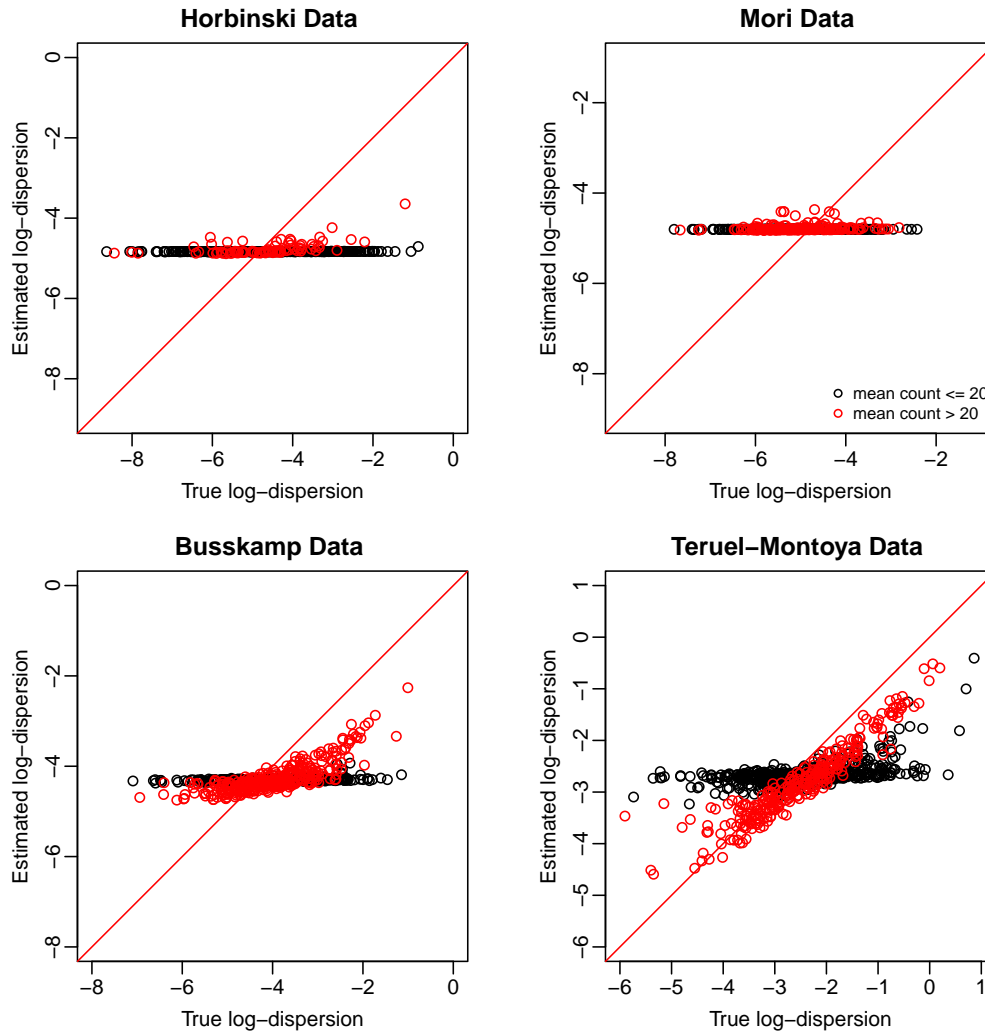 Horbinski Data
Estimated log−dispersion
0
−2
−4
−6
−8
−8 −6 −4 −2 0
True log−dispersion
Mori Data
Estimated log−dispersion
−2
−4
−6
−8
mean count <= 20
mean count > 20
−8 −6 −4 −2
True log−dispersion
Busskamp Data
Estimated log−dispersion
0
−2
−4
−6
−8
−8 −6 −4 −2 0
True log−dispersion
Teruel−Montoya Data
Estimated log−dispersion
1
0
−1
−2
−3
−4
−5
−6
−6 −5 −4 −3 −2 −1 0 1
True log−dispersion